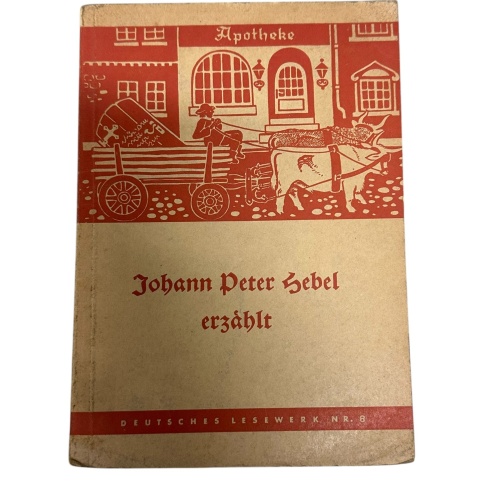 Apotheke
Johann Peter Hebel
erzählt
DEUTSCHES LESEWERK NR. 8